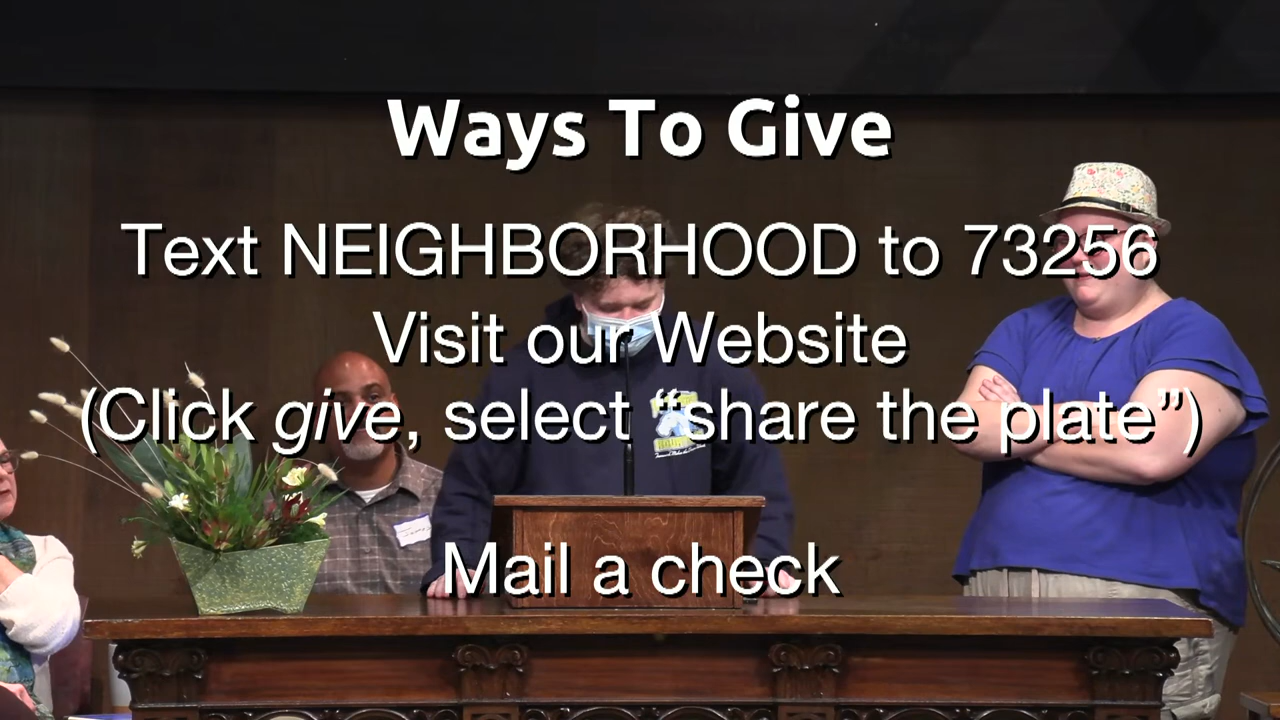 Ways To Give
Text NEIGHBORHOOD to 73256
Visit our Website
(Click give, select “share the plate”)
Mail a check